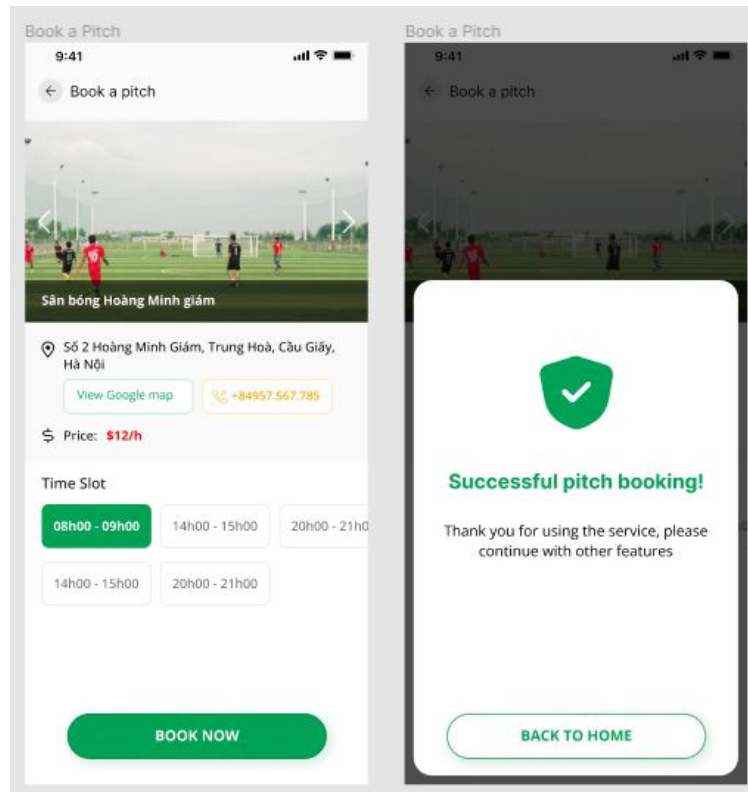 Book a Pitch
9:41
Book a pitch
Sân bóng Hoàng Minh giám
Số 2 Hoàng Minh Giám, Trung Hoà, Cầu Giấy,
Hà Nội
View Google map
+84957.567.785
Price: $12/h
Time Slot
08h00 - 09h00
14h00 - 15h00
20h00 - 21h0
14h00 - 15h00
20h00 - 21h00
BOOK NOW
Book a Pitch
9:41
Book a pitch
Successful pitch booking!
Thank you for using the service, please
continue with other features
BACK TO HOME